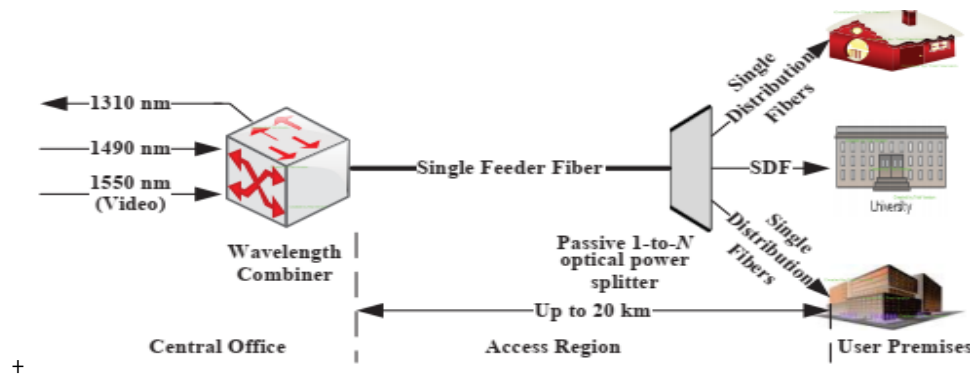 1310 nm
1490 nm
1550 nm
(Video)
Wavelength
Combiner
Single Feeder Fiber
Passive 1-to-N
optical power
splitter
Single
Distribution
Fibers
SDF
Single
Distribution
Fibers
University
Up to 20 km
Central Office
Access Region
User Premises
+